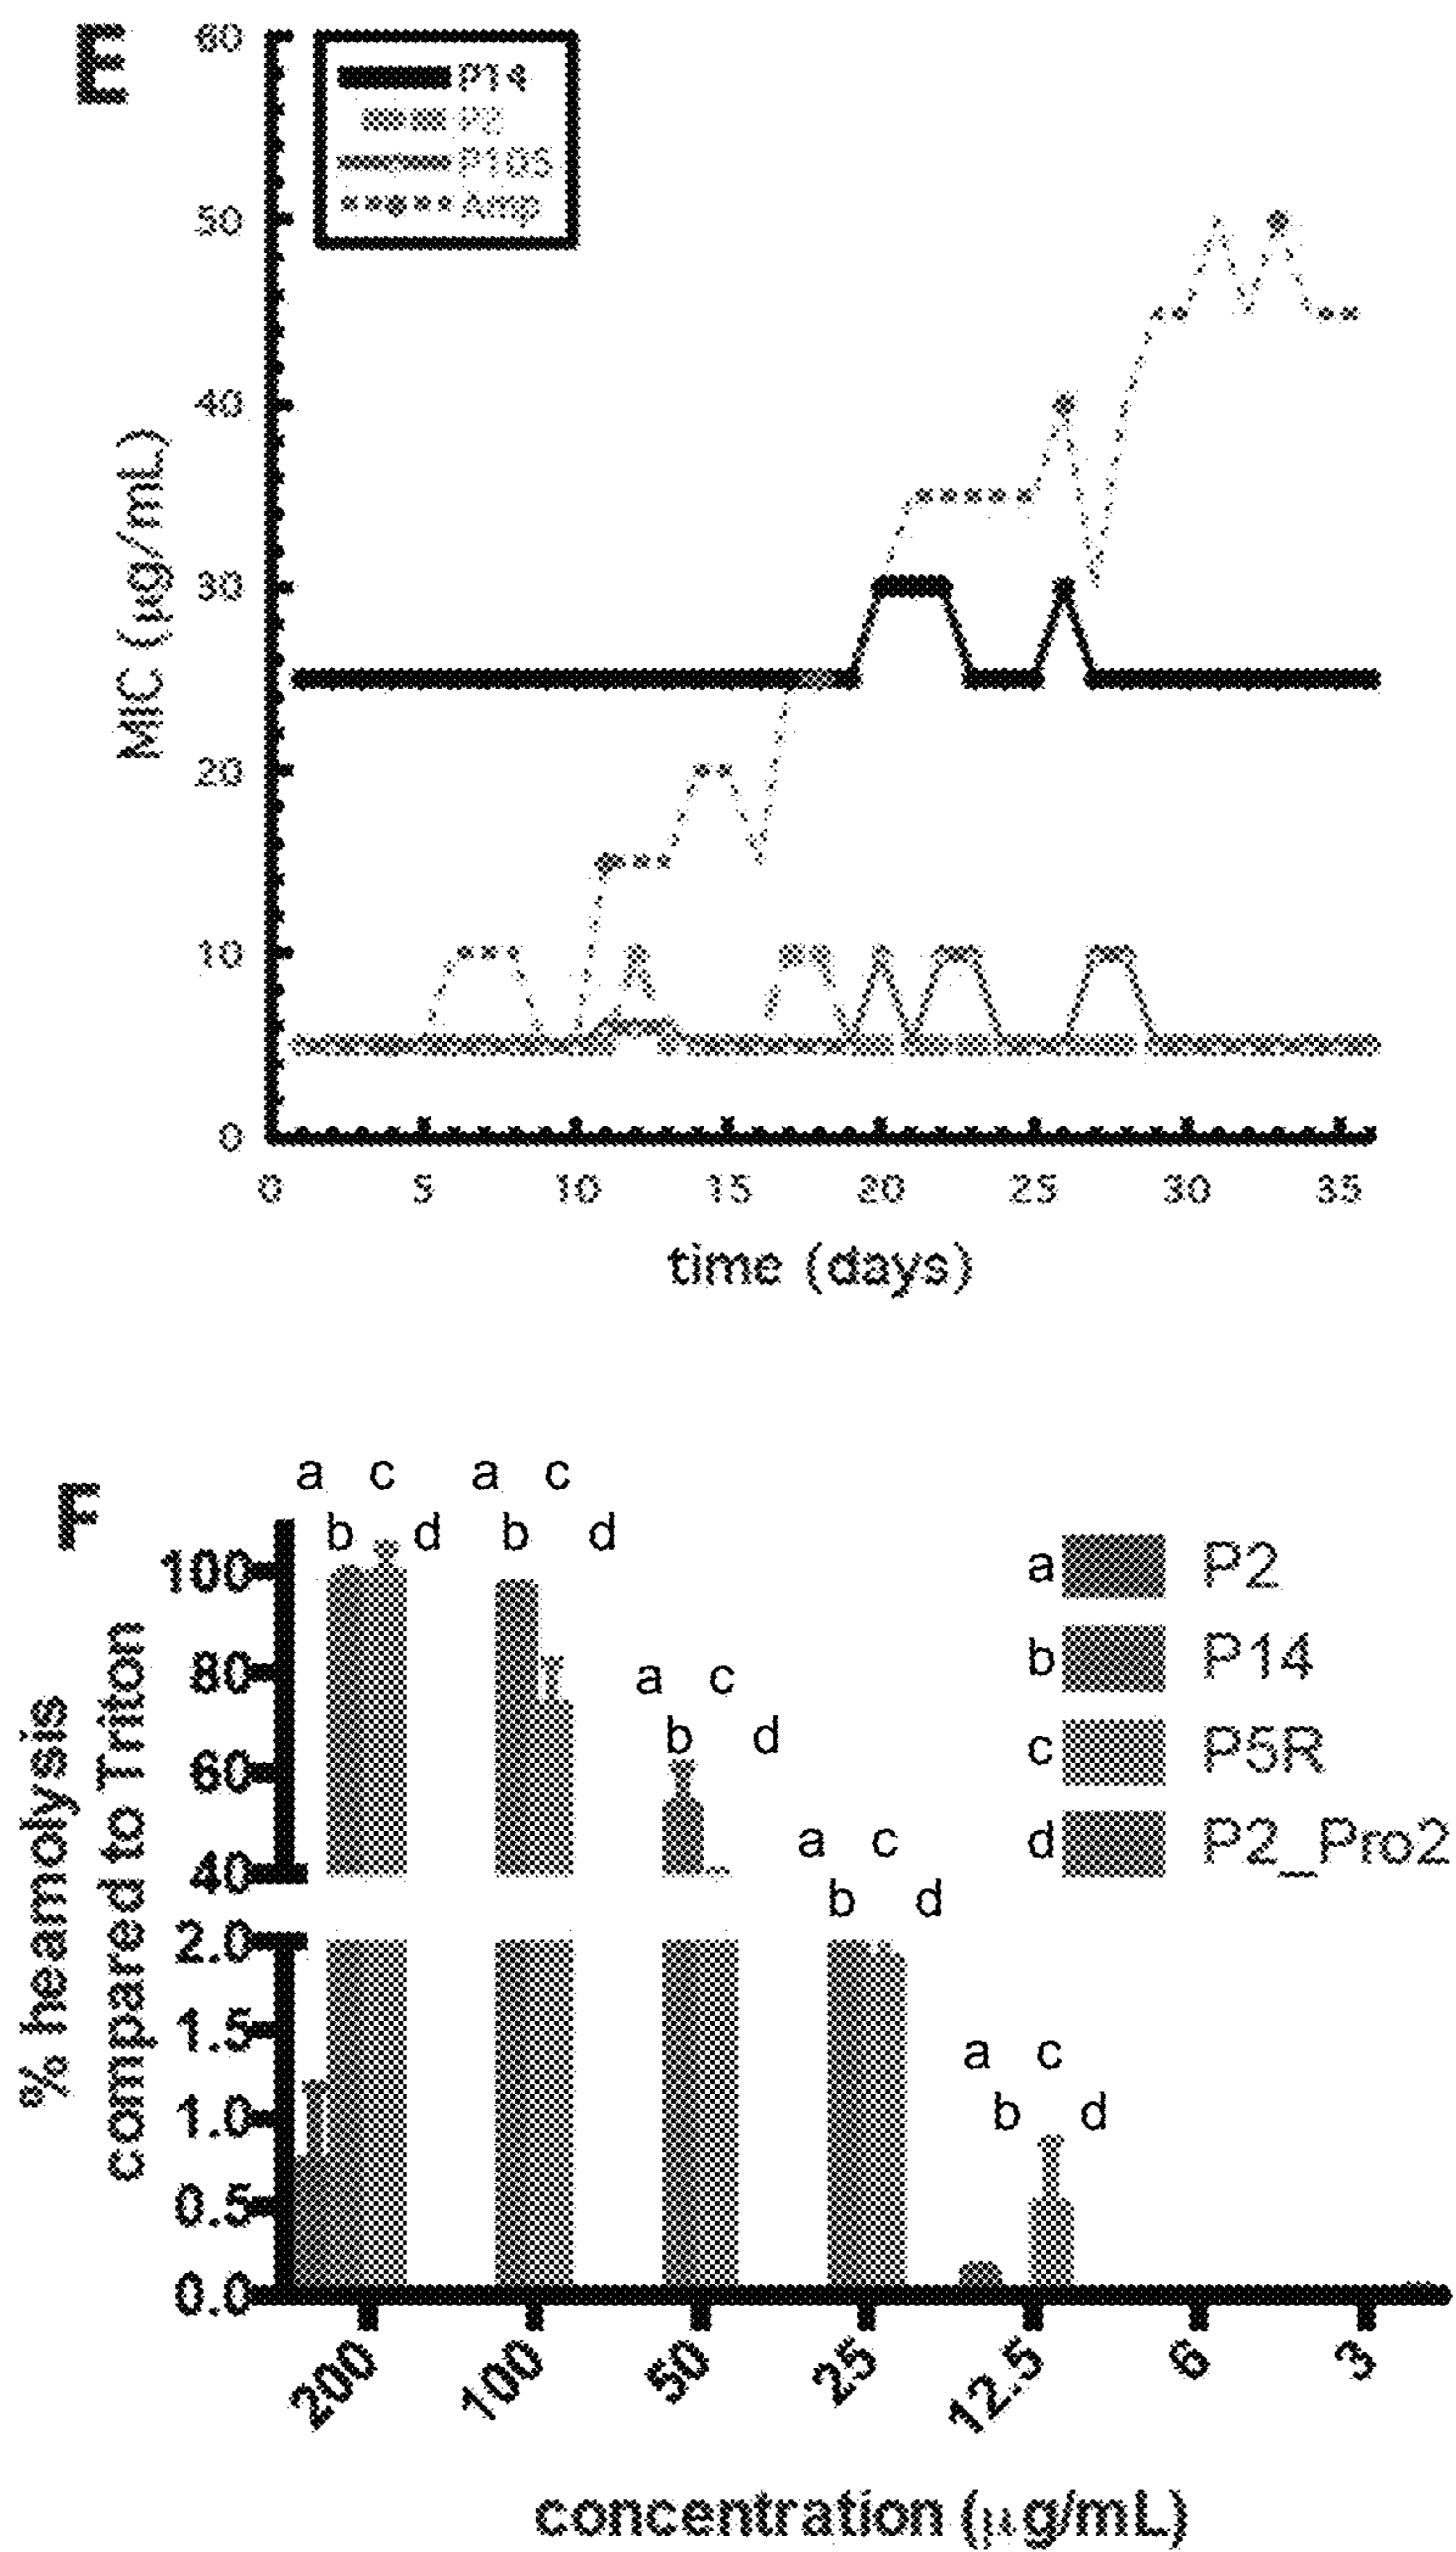 E
60
50
40
30
20
10
0
MIC (µg/mL)
P14
P2
P105
Amp
0 5 10 15 20 25 30 35
time (days)
F
a c a c
b d b d
a c
b d
a c
b d
a c
b d
a P2
b P14
c P5R
d P2_Pro2
100
80
60
40
2.0
1.5
1.0
0.5
0.0
% heamolysis
compared to Triton
200 100 50 25 12.5 6 3
concentration (µg/mL)